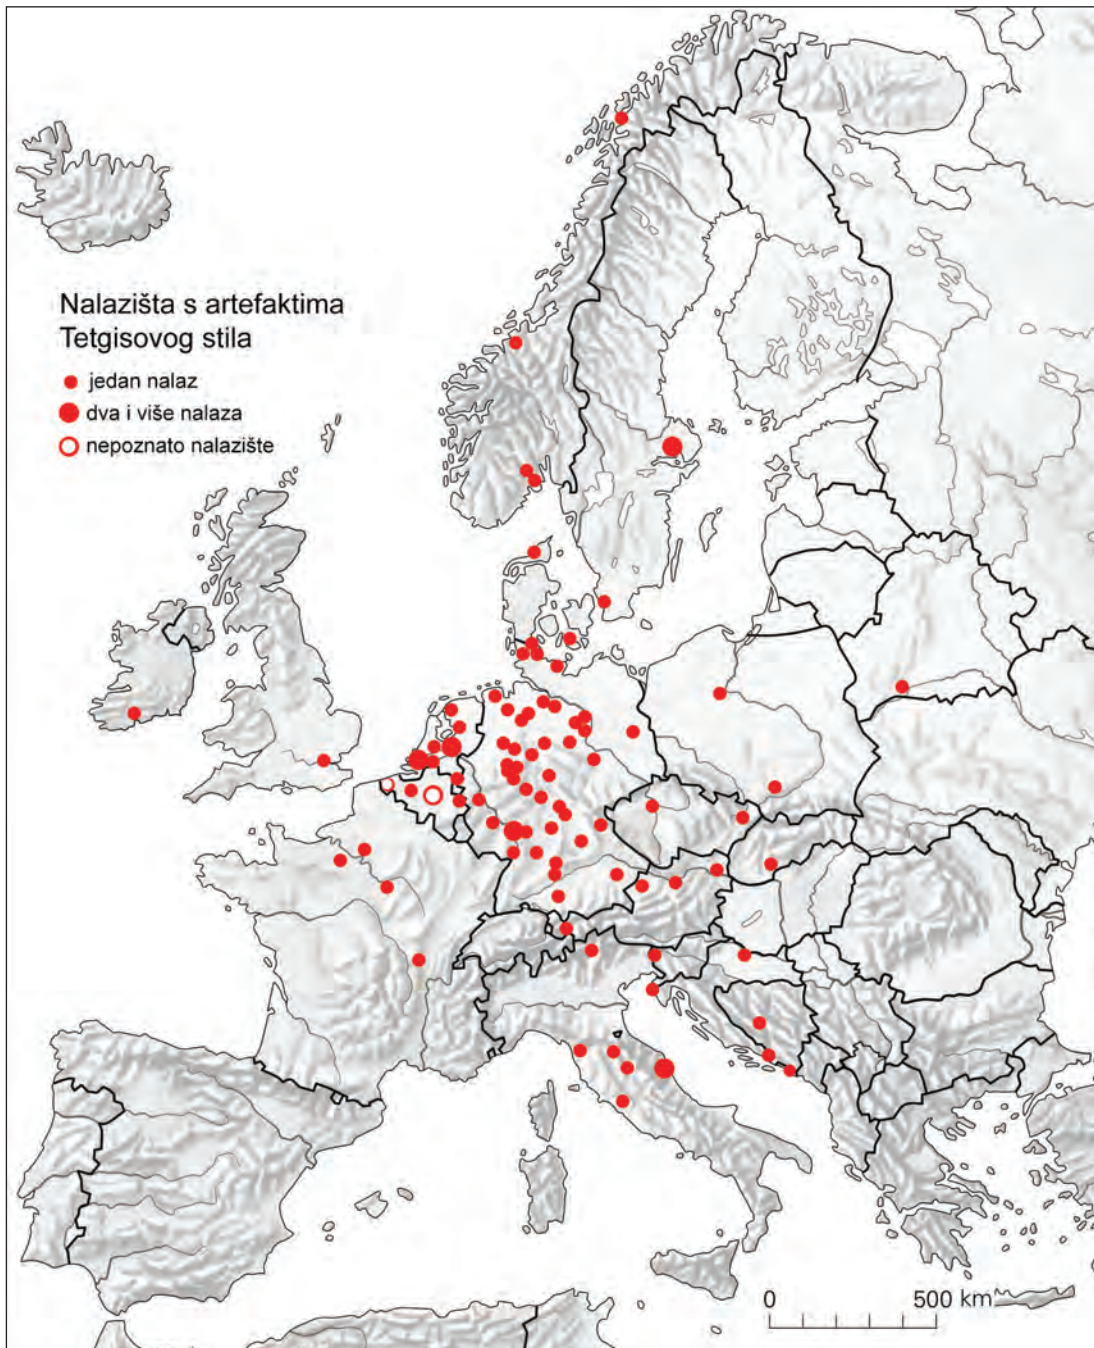 Nalazišta s artefaktima
Tetgisovog stila
jedan nalaz
dva i više nalaza
nepoznato nalazište
0 500 km